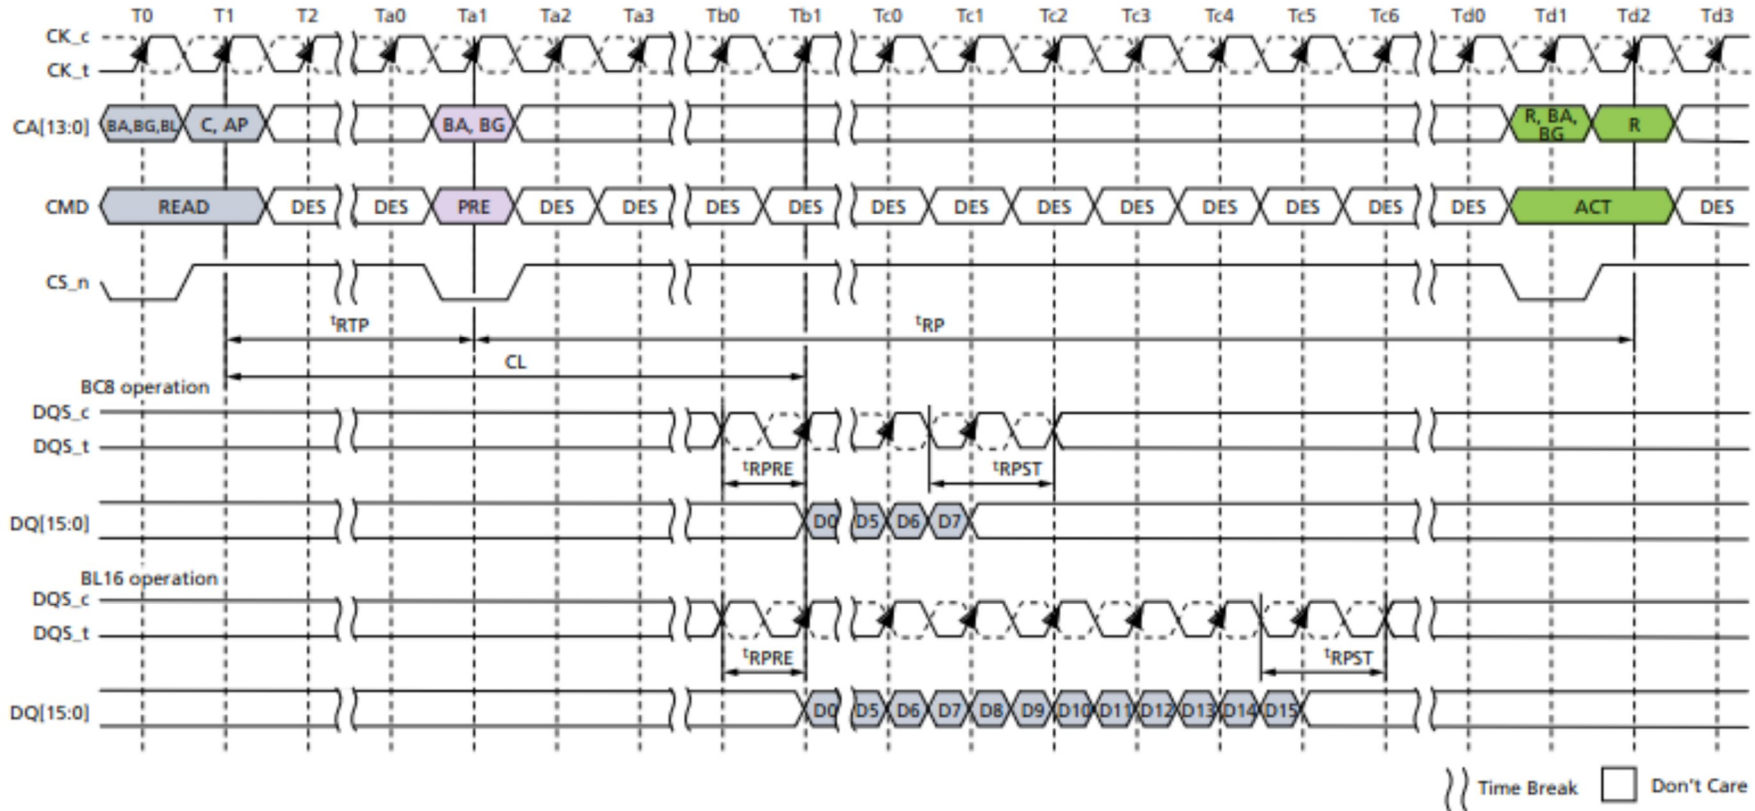 T0 T1 T2 Ta0 Ta1 Ta2 Ta3 Tb0 Tb1 Tc0 Tc1 Tc2 Tc3 Tc4 Tc5 Tc6 Td0 Td1 Td2 Td3
CK_c
CK_t
CA[13:0] BA,BG,BL C, AP BA, BG R, BA, BG R
CMD READ DES DES PRE DES DES DES DES DES DES DES DES DES DES DES DES ACT DES
CS_n
tRTP tRP
CL
BC8 operation
DQS_c
DQS_t
tRPRE tRPST
DQ[15:0] D0 D5 D6 D7
BL16 operation
DQS_c
DQS_t
tRPRE tRPST
DQ[15:0] D0 D5 D6 D7 D8 D9 D10 D11 D12 D13 D14 D15
Time Break Don't Care